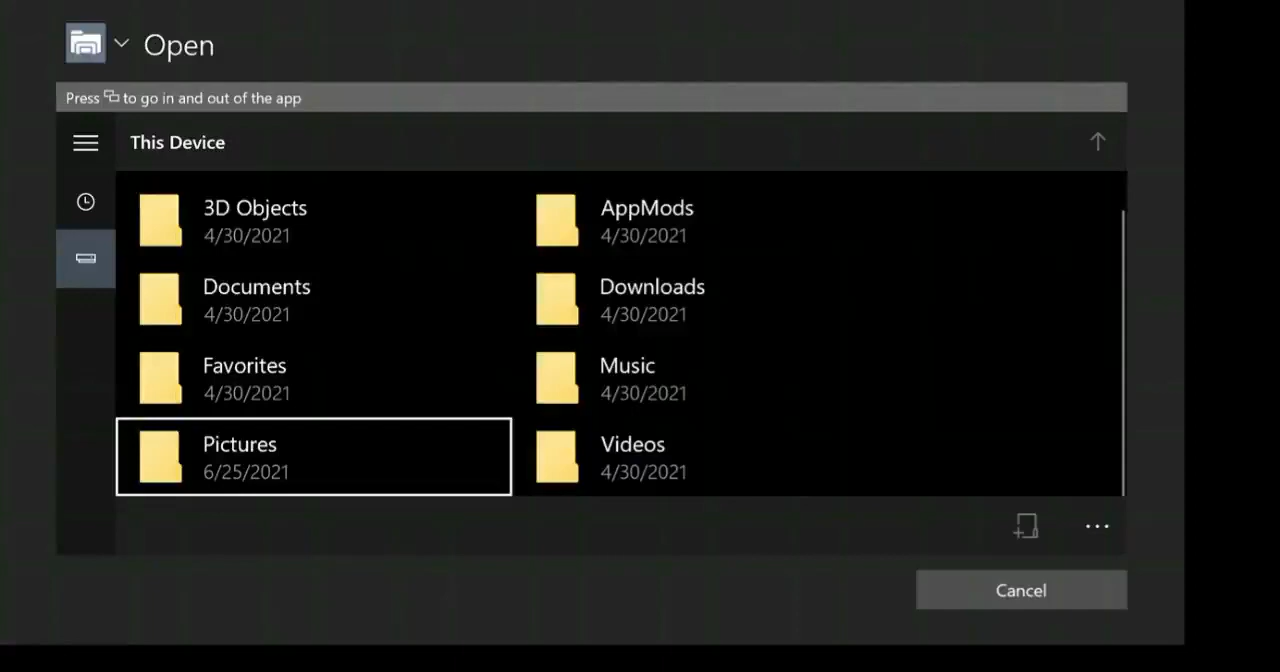 Open
Press to go in and out of the app
This Device
3D Objects
4/30/2021
AppMods
4/30/2021
Documents
4/30/2021
Downloads
4/30/2021
Favorites
4/30/2021
Music
4/30/2021
Pictures
6/25/2021
Videos
4/30/2021
Cancel